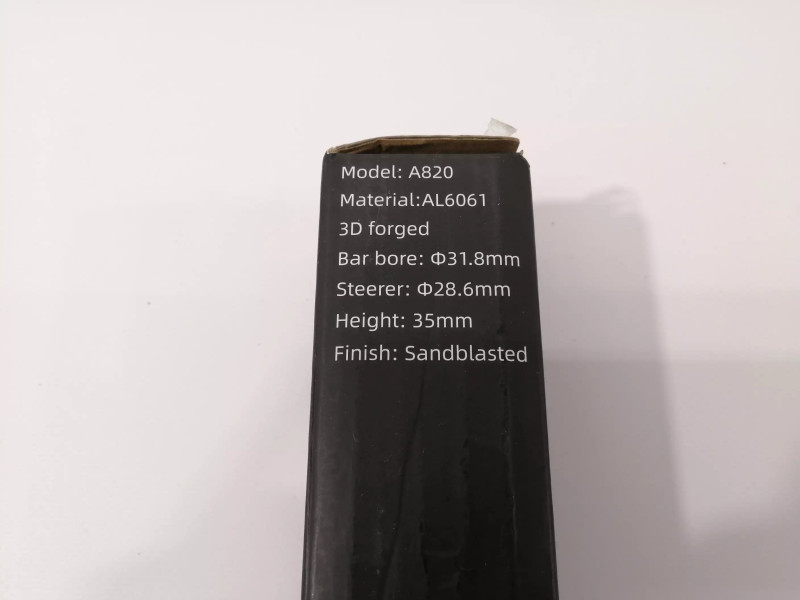 Model: A820
Material:AL6061
3D forged
Bar bore: Φ31.8mm
Steerer: Φ28.6mm
Height: 35mm
Finish: Sandblasted